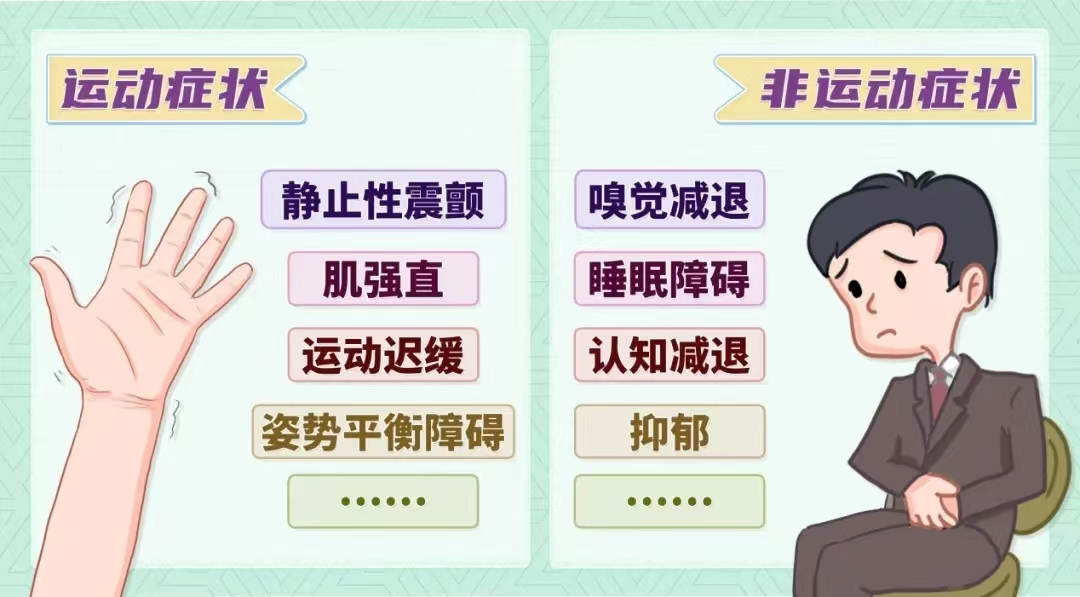 运动症状
静止性震颤
肌强直
运动迟缓
姿势平衡障碍
······
非运动症状
嗅觉减退
睡眠障碍
认知减退
抑郁
······